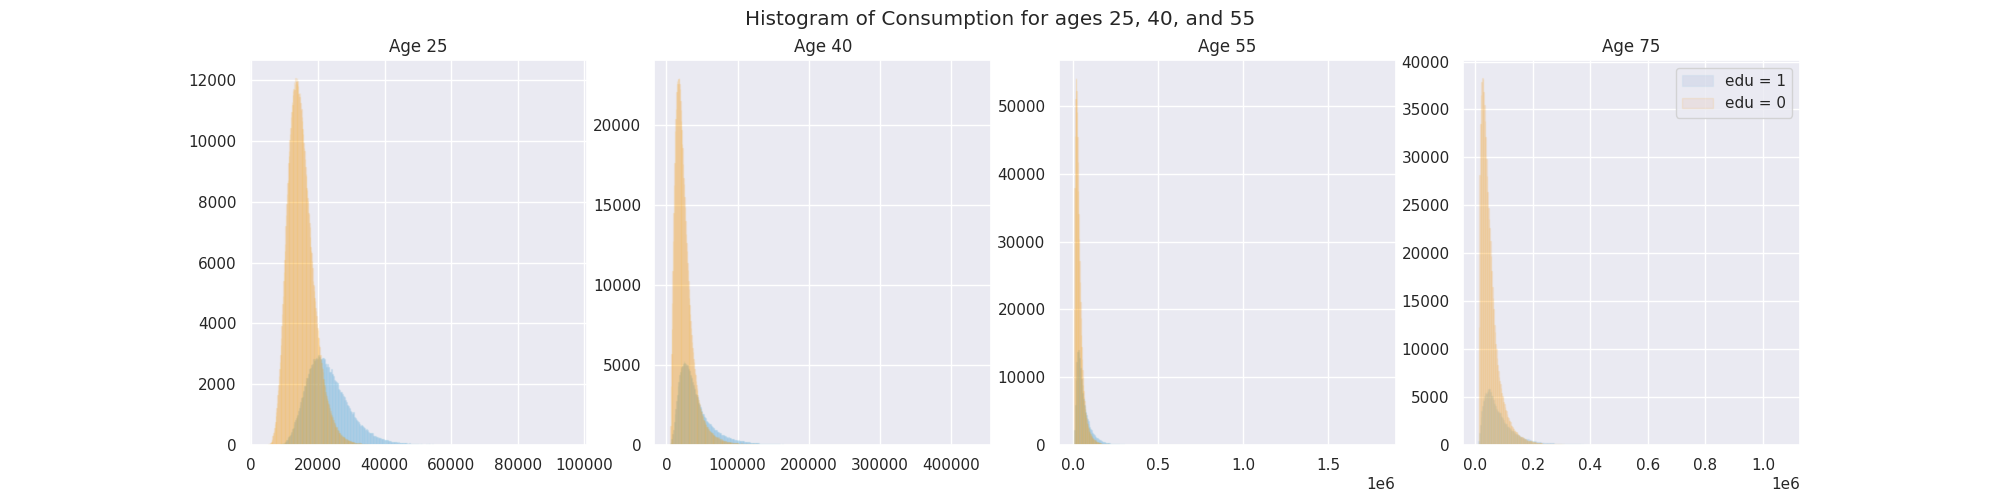 Histogram of Consumption for ages 25, 40, and 55
Age 25
12000
10000
8000
6000
4000
2000
0
0 20000 40000 60000 80000 100000
Age 40
20000
15000
10000
5000
0
0 100000 200000 300000 400000
Age 55
50000
40000
30000
20000
10000
0
0.0 0.5 1.0 1.5
1e6
Age 75
40000
35000
30000
25000
20000
15000
10000
5000
0
0.0 0.2 0.4 0.6 0.8 1.0
1e6
edu = 1
edu = 0